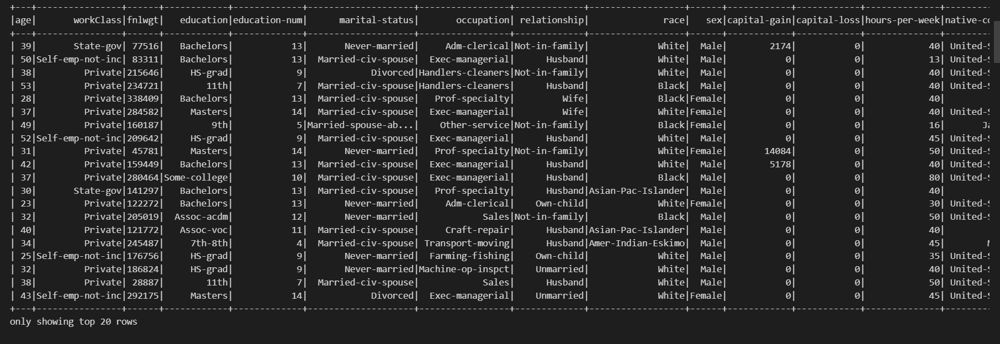 +---+----------------+------+------------+-------------+--------------------+-----------------+--------------+------------------+------+------------+------------+--------------+--------
|age|       workClass|fnlwgt|   education|education-num|      marital-status|       occupation|  relationship|              race|   sex|capital-gain|capital-loss|hours-per-week|native-co
+---+----------------+------+------------+-------------+--------------------+-----------------+--------------+------------------+------+------------+------------+--------------+--------
| 39|       State-gov| 77516|   Bachelors|           13|       Never-married|     Adm-clerical| Not-in-family|             White|  Male|        2174|           0|            40| United-S
| 50|Self-emp-not-inc| 83311|   Bachelors|           13|  Married-civ-spouse|  Exec-managerial|       Husband|             White|  Male|           0|           0|            13| United-S
| 38|         Private|215646|     HS-grad|            9|            Divorced|Handlers-cleaners| Not-in-family|             White|  Male|           0|           0|            40| United-S
| 53|         Private|234721|        11th|            7|  Married-civ-spouse|Handlers-cleaners|       Husband|             Black|  Male|           0|           0|            40| United-S
| 28|         Private|338409|   Bachelors|           13|  Married-civ-spouse|   Prof-specialty|          Wife|             Black|Female|           0|           0|            40|
| 37|         Private|284582|     Masters|           14|  Married-civ-spouse|  Exec-managerial|          Wife|             White|Female|           0|           0|            40| United-S
| 49|         Private|160187|         9th|            5|Married-spouse-ab...|    Other-service| Not-in-family|             Black|Female|           0|           0|            16| Ja
| 52|Self-emp-not-inc|209642|     HS-grad|            9|  Married-civ-spouse|  Exec-managerial|       Husband|             White|  Male|           0|           0|            45| United-S
| 31|         Private| 45781|     Masters|           14|       Never-married|   Prof-specialty| Not-in-family|             White|Female|       14084|           0|            50| United-S
| 42|         Private|159449|   Bachelors|           13|  Married-civ-spouse|  Exec-managerial|       Husband|             White|  Male|        5178|           0|            40| United-S
| 37|         Private|280464|Some-college|           10|  Married-civ-spouse|  Exec-managerial|       Husband|             Black|  Male|           0|           0|            80| United-S
| 30|       State-gov|141297|   Bachelors|           13|  Married-civ-spouse|   Prof-specialty|       Husband|Asian-Pac-Islander|  Male|           0|           0|            40|
| 23|         Private|122272|   Bachelors|           13|       Never-married|     Adm-clerical|     Own-child|             White|Female|           0|           0|            30| United-S
| 32|         Private|205019|  Assoc-acdm|           12|       Never-married|            Sales| Not-in-family|             Black|  Male|           0|           0|            50| United-S
| 40|         Private|121772|   Assoc-voc|           11|  Married-civ-spouse|     Craft-repair|       Husband|Asian-Pac-Islander|  Male|           0|           0|            40|
| 34|         Private|245487|     7th-8th|            4|  Married-civ-spouse| Transport-moving|       Husband|Amer-Indian-Eskimo|  Male|           0|           0|            45|
| 25|Self-emp-not-inc|176756|     HS-grad|            9|       Never-married|  Farming-fishing|     Own-child|             White|  Male|           0|           0|            35| United-S
| 32|         Private|186824|     HS-grad|            9|       Never-married|Machine-op-inspct|     Unmarried|             White|  Male|           0|           0|            40| United-S
| 38|         Private| 28887|        11th|            7|  Married-civ-spouse|            Sales|       Husband|             White|  Male|           0|           0|            50| United-S
| 43|Self-emp-not-inc|292175|     Masters|           14|            Divorced|  Exec-managerial|     Unmarried|             White|Female|           0|           0|            45| United-S
+---+----------------+------+------------+-------------+--------------------+-----------------+--------------+------------------+------+------------+------------+--------------+--------
only showing top 20 rows